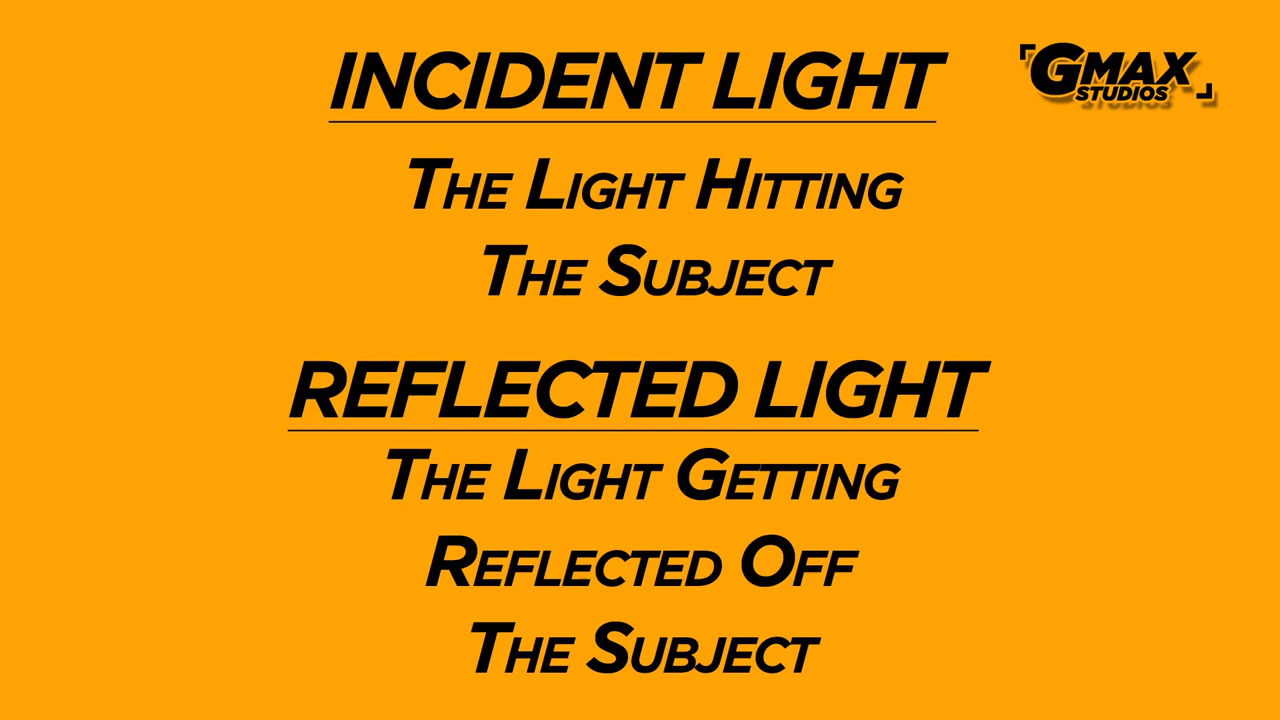 INCIDENT LIGHT
GMAX
STUDIOS
The Light Hitting
The Subject
REFLECTED LIGHT
The Light Getting
Reflected Off
The Subject